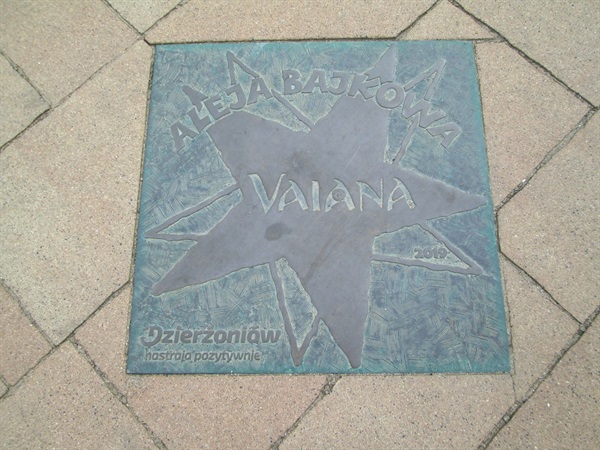 ALEJA BAJKOWA
VAIANA
2019
Dzierżoniów
nastraja pozytywnie